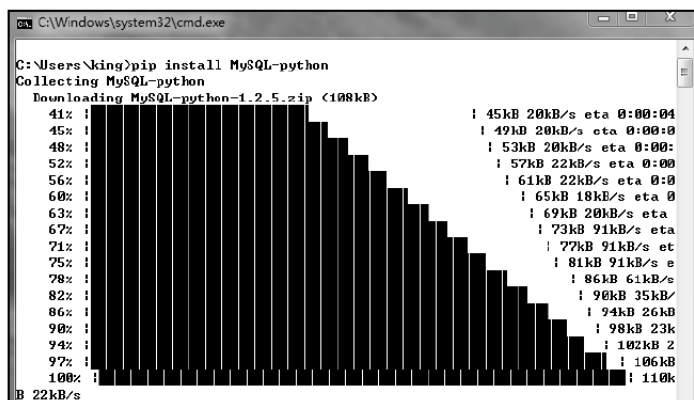 C:\Windows\system32\cmd.exe
C:\Users\king>pip install MySQL-python
Collecting MySQL-python
  Downloading MySQL-python-1.2.5.zip (108kB)
    41% | | 45kB 20kB/s eta 0:00:04
    45% | | 49kB 20kB/s eta 0:00:0
    48% | | 53kB 20kB/s eta 0:00:
    52% | | 57kB 22kB/s eta 0:00
    56% | | 61kB 22kB/s eta 0:0
    60% | | 65kB 18kB/s eta 0
    63% | | 69kB 20kB/s eta
    67% | | 73kB 91kB/s eta
    71% | | 77kB 91kB/s et
    75% | | 81kB 91kB/s e
    78% | | 86kB 61kB/s
    82% | | 90kB 35kB/
    86% | | 94kB 26kB
    90% | | 98kB 23k
    94% | | 102kB 2
    97% | | 106kB
    100% | | 110k
B 22kB/s